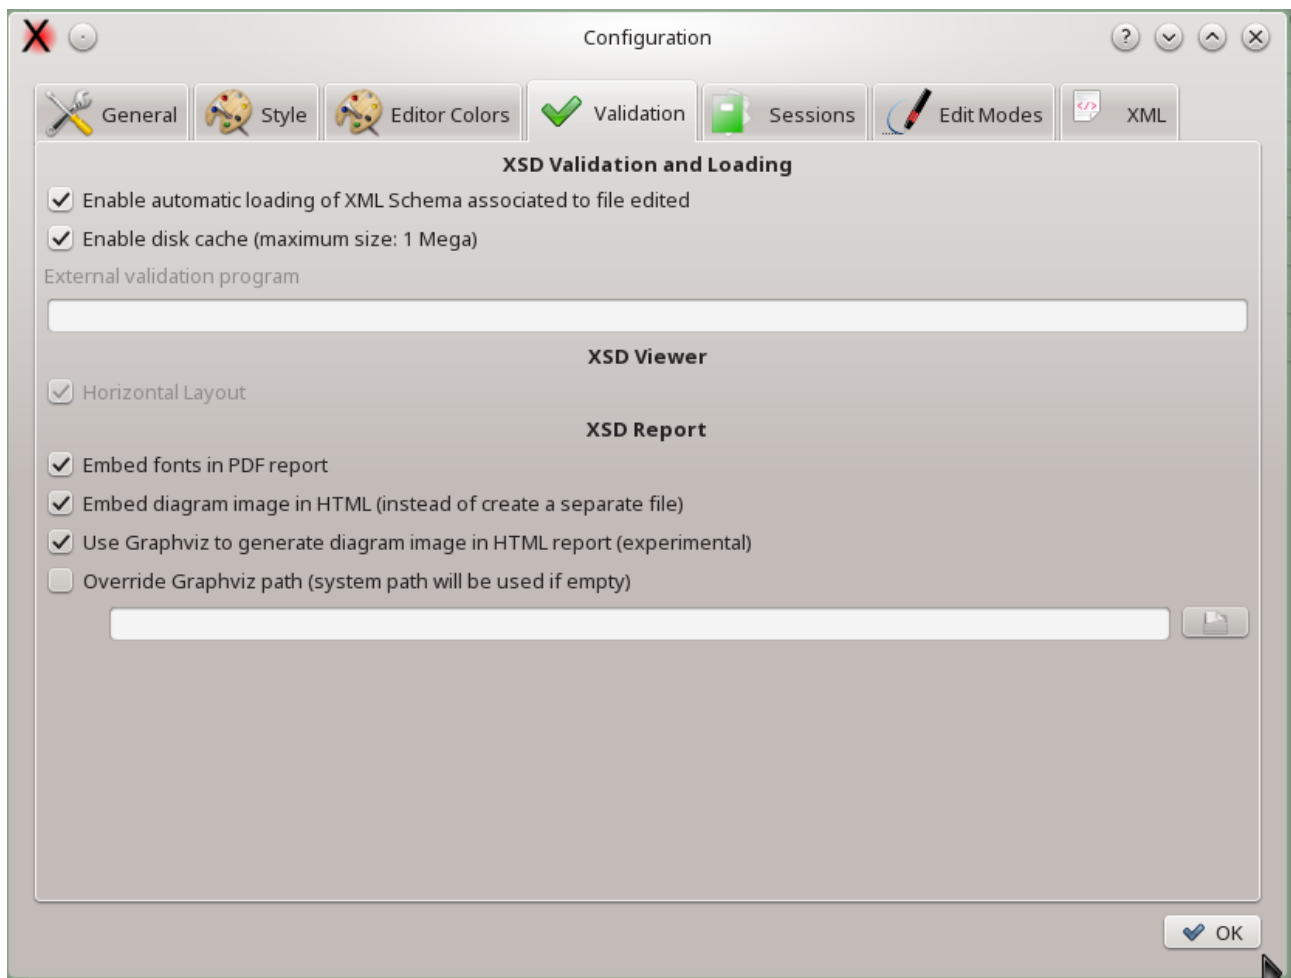 Configuration
General
Style
Editor Colors
Validation
Sessions
Edit Modes
XML
XSD Validation and Loading
Enable automatic loading of XML Schema associated to file edited
Enable disk cache (maximum size: 1 Mega)
External validation program
XSD Viewer
Horizontal Layout
XSD Report
Embed fonts in PDF report
Embed diagram image in HTML (instead of create a separate file)
Use Graphviz to generate diagram image in HTML report (experimental)
Override Graphviz path (system path will be used if empty)
OK